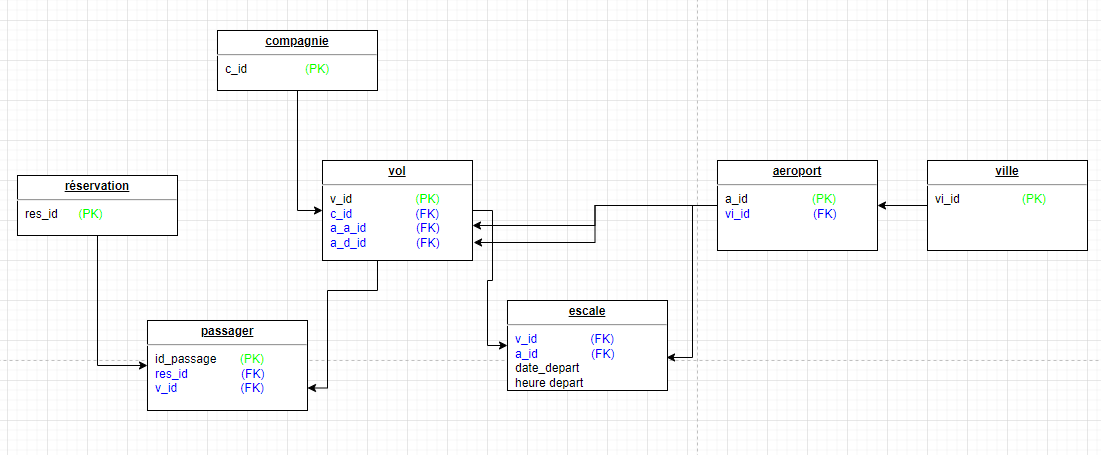 compagnie
c_id (PK)
réservation
res_id (PK)
vol
v_id (PK)
c_id (FK)
a_a_id (FK)
a_d_id (FK)
aeroport
a_id (PK)
vi_id (FK)
ville
vi_id (PK)
passager
id_passage (PK)
res_id (FK)
v_id (FK)
escale
v_id (FK)
a_id (FK)
date_depart
heure depart